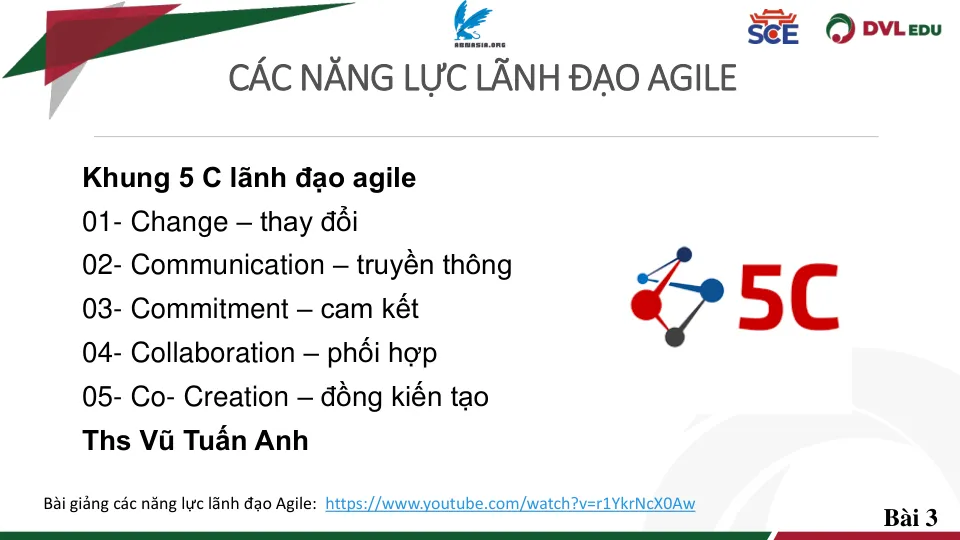 ARMASIA.ORG
SCE
DVL EDU
CÁC NĂNG LỰC LÃNH ĐẠO AGILE
Khung 5 C lãnh đạo agile
01- Change – thay đổi
02- Communication – truyền thông
03- Commitment – cam kết
04- Collaboration – phối hợp
05- Co- Creation – đồng kiến tạo
Ths Vũ Tuấn Anh
5C
Bài giảng các năng lực lãnh đạo Agile: https://www.youtube.com/watch?v=r1YkrNcX0Aw
Bài 3